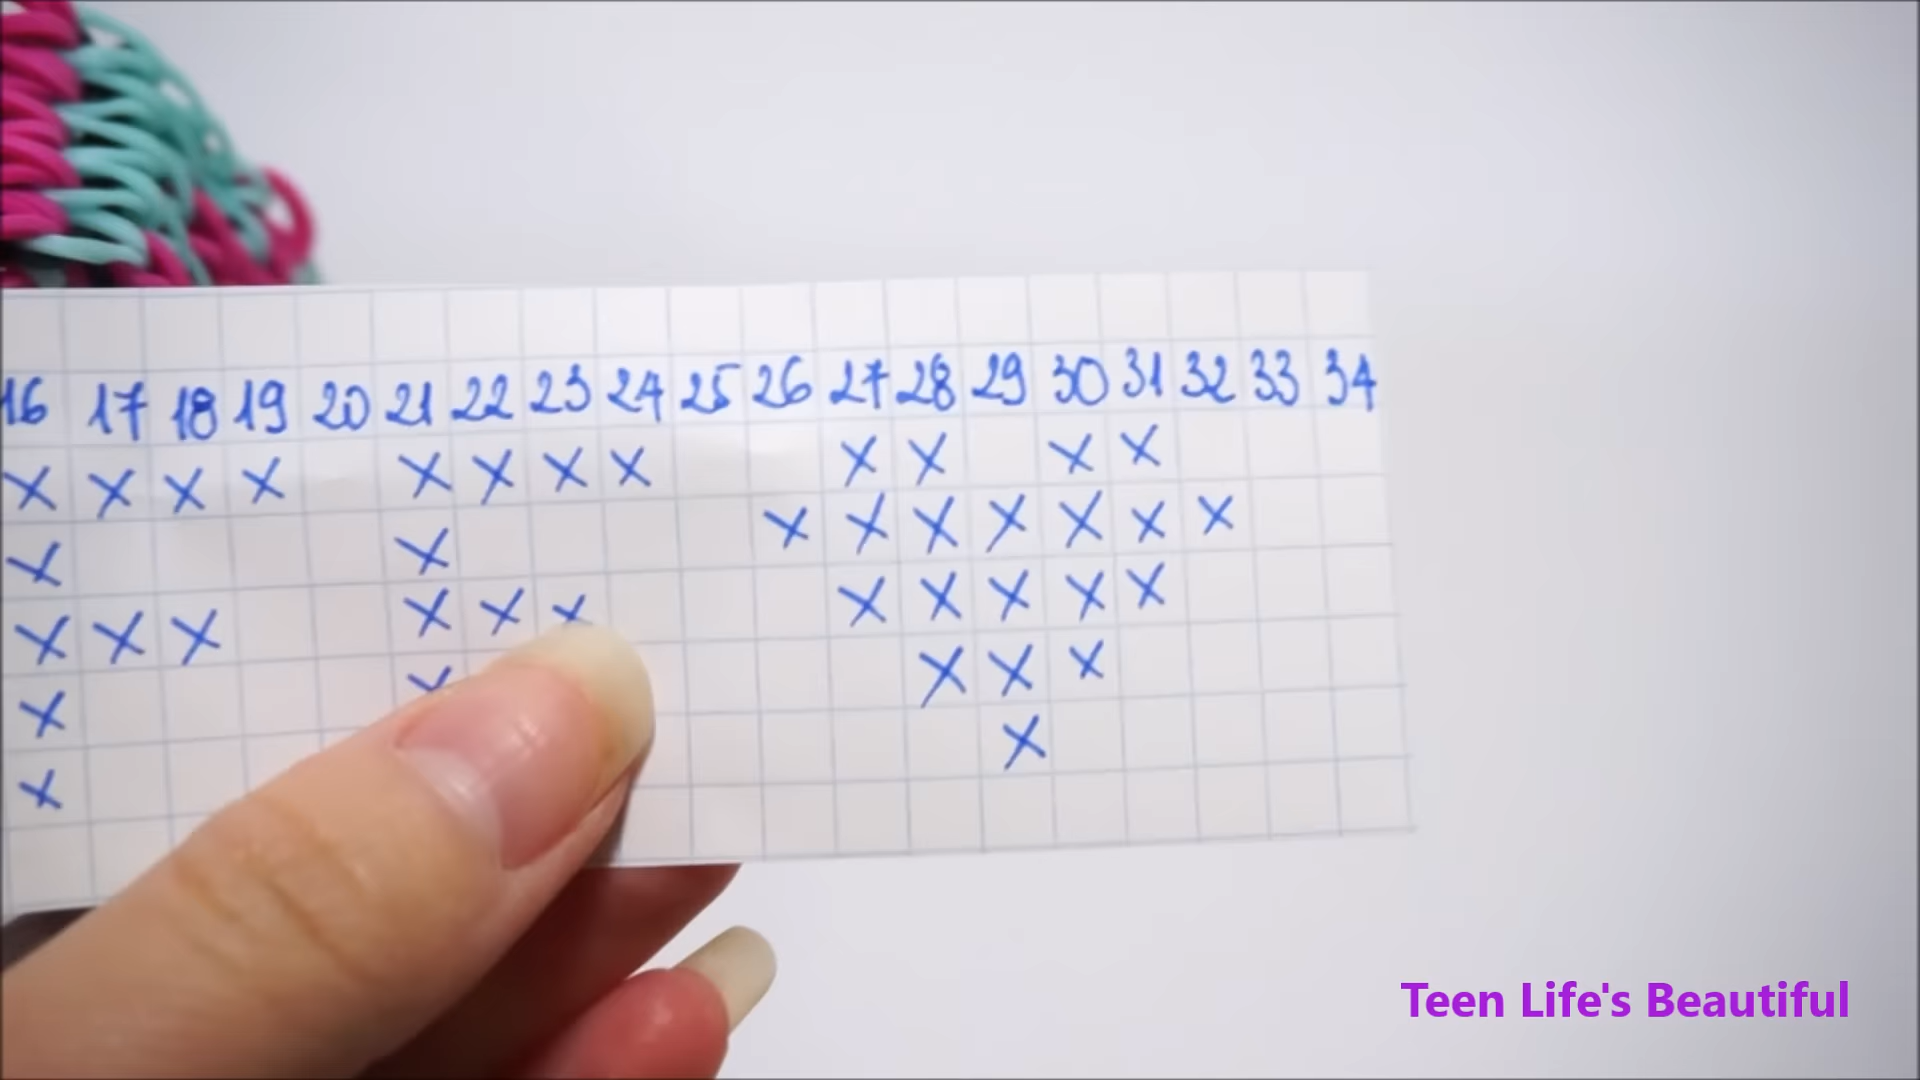 16 17 18 19 20 21 22 23 24 25 26 27 28 29 30 31 32 33 34
X X X X X X X X X X X X
X X X X X X X X X
X X X X X X X X X X X
X X X X X
X X
Teen Life's Beautiful